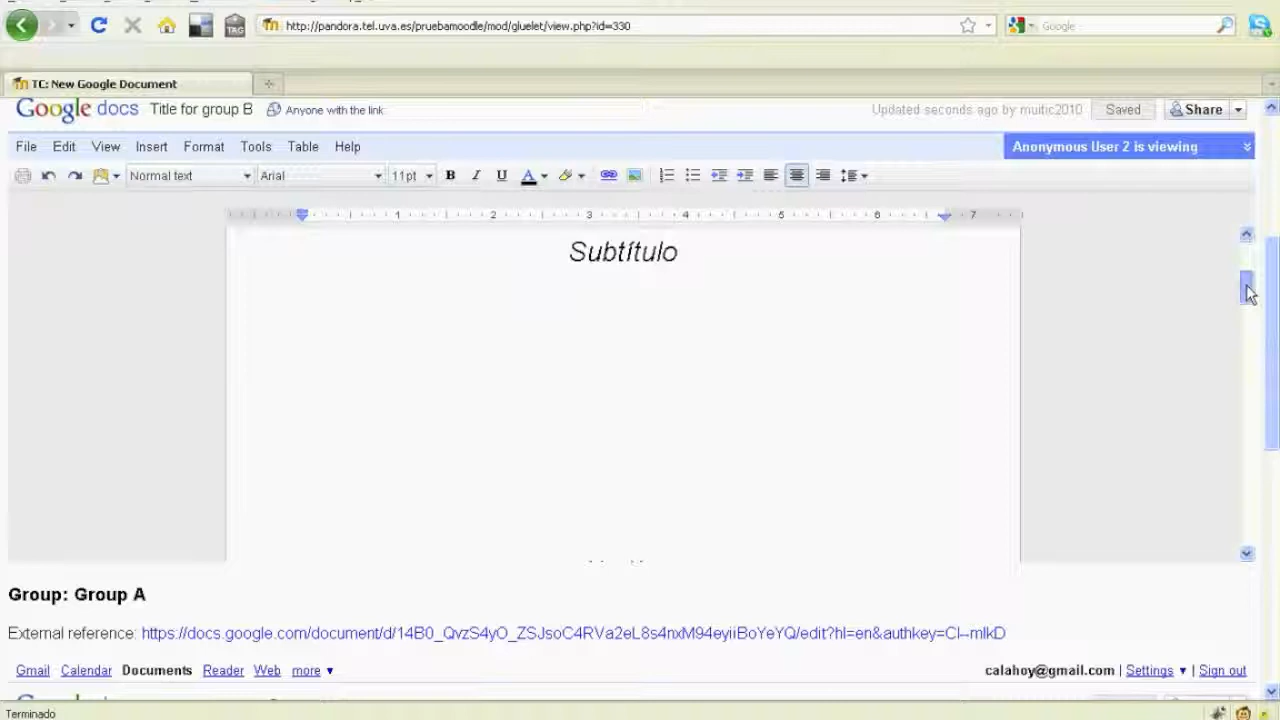 TAG
http://pandora.tel.uva.es/pruebamoodle/mod/gluelet/view.php?id=330
Google
TC: New Google Document
Google docs Title for group B Anyone with the link Updated seconds ago by muitic2010 Saved Share
File Edit View Insert Format Tools Table Help Anonymous User 2 is viewing
Normal text Arial 11pt B I U A
1 2 3 4 5 6 7
Subtítulo
Group: Group A
External reference: https://docs.google.com/document/d/14B0_QvzS4yO_ZSJsoC4RVa2eL8s4nxM94eyiiBoYeYQ/edit?hl=en&authkey=CI--mlkD
Gmail Calendar Documents Reader Web more calahoy@gmail.com | Settings | Sign out
Terminado